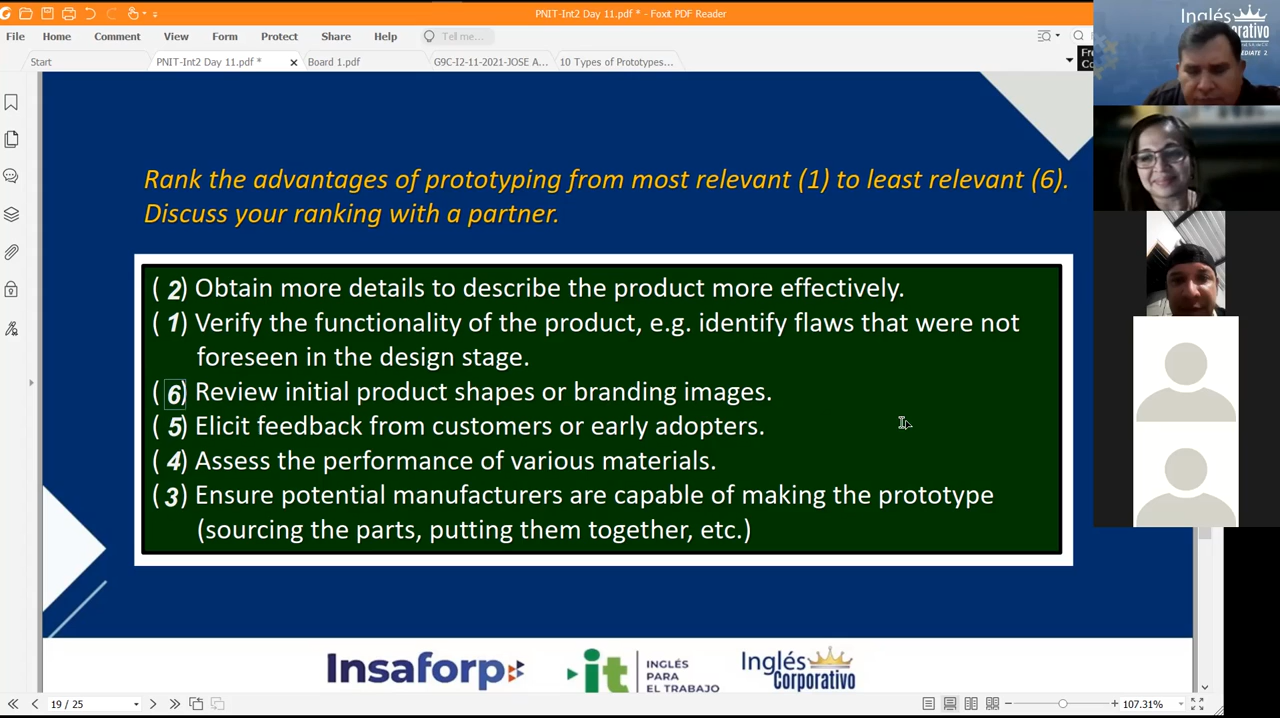 PNIT-Int2 Day 11.pdf * - Foxit PDF Reader
File Home Comment View Form Protect Share Help Tell me...
Start PNIT-Int2 Day 11.pdf * Board 1.pdf G9C-I2-11-2021-JOSE A... 10 Types of Prototypes...
Inglés
Corporativo
Rank the advantages of prototyping from most relevant (1) to least relevant (6).
Discuss your ranking with a partner.
( 2) Obtain more details to describe the product more effectively.
( 1) Verify the functionality of the product, e.g. identify flaws that were not
foreseen in the design stage.
( 6) Review initial product shapes or branding images.
( 5) Elicit feedback from customers or early adopters.
( 4) Assess the performance of various materials.
( 3) Ensure potential manufacturers are capable of making the prototype
(sourcing the parts, putting them together, etc.)
Insaforp
it
INGLÉS
PARA
EL TRABAJO
Inglés
Corporativo
19 / 25
107.31%